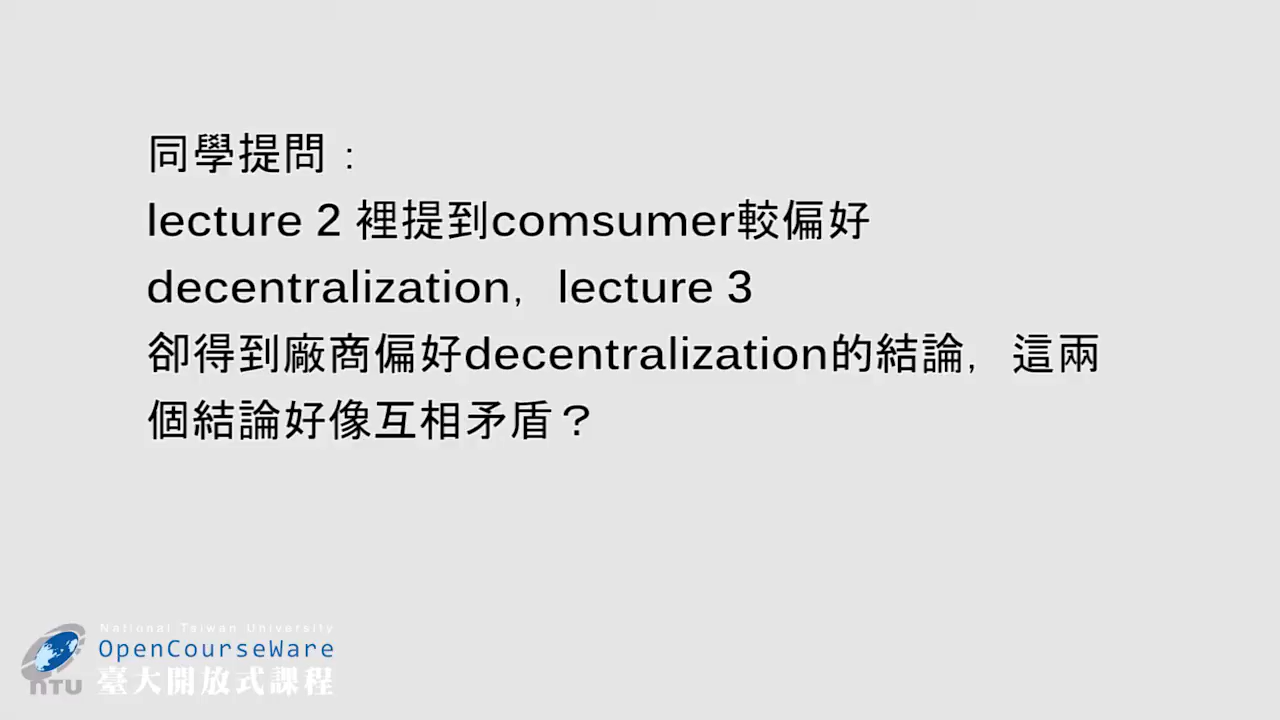 同學提問：
lecture 2 裡提到comsumer較偏好
decentralization，lecture 3
卻得到廠商偏好decentralization的結論，這兩
個結論好像互相矛盾？
National Taiwan University
OpenCourseWare
NTU 臺大開放式課程